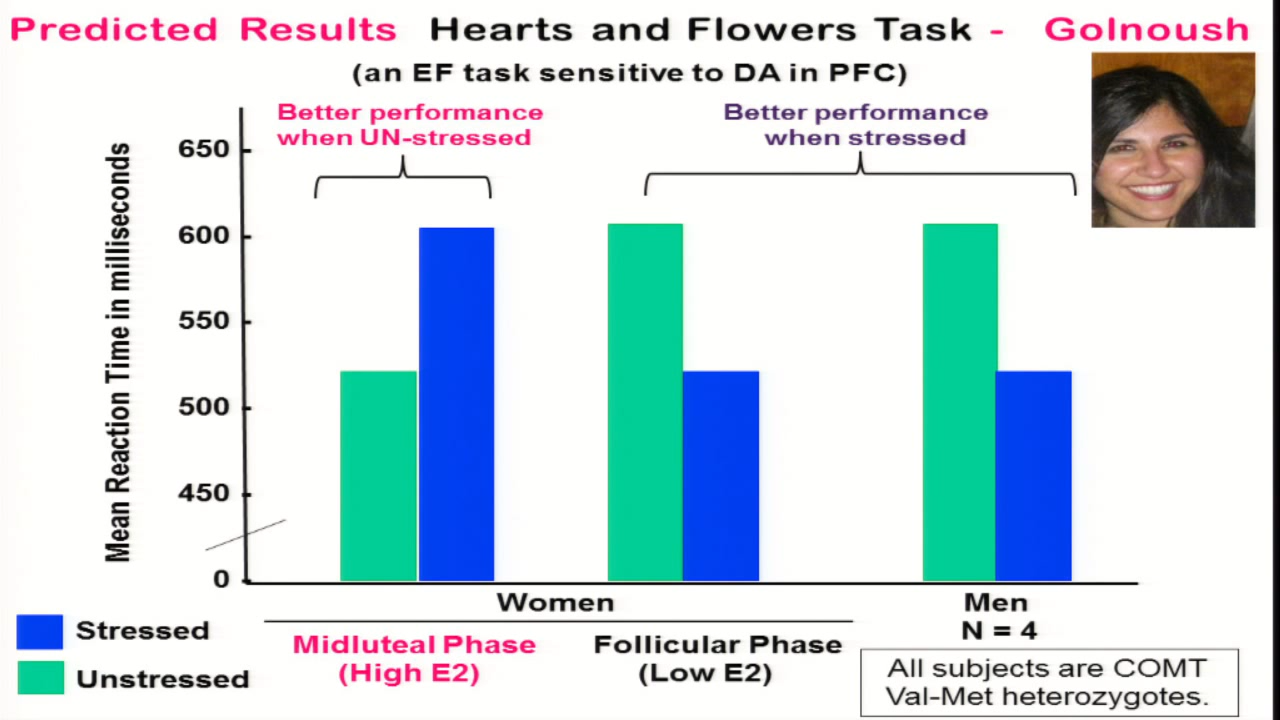 Predicted Results Hearts and Flowers Task - Golnoush
(an EF task sensitive to DA in PFC)
Better performance
when UN-stressed
Better performance
when stressed
Mean Reaction Time in milliseconds
650
600
550
500
450
0
Women
Men
N = 4
Midluteal Phase
(High E2)
Follicular Phase
(Low E2)
Stressed
Unstressed
All subjects are COMT
Val-Met heterozygotes.